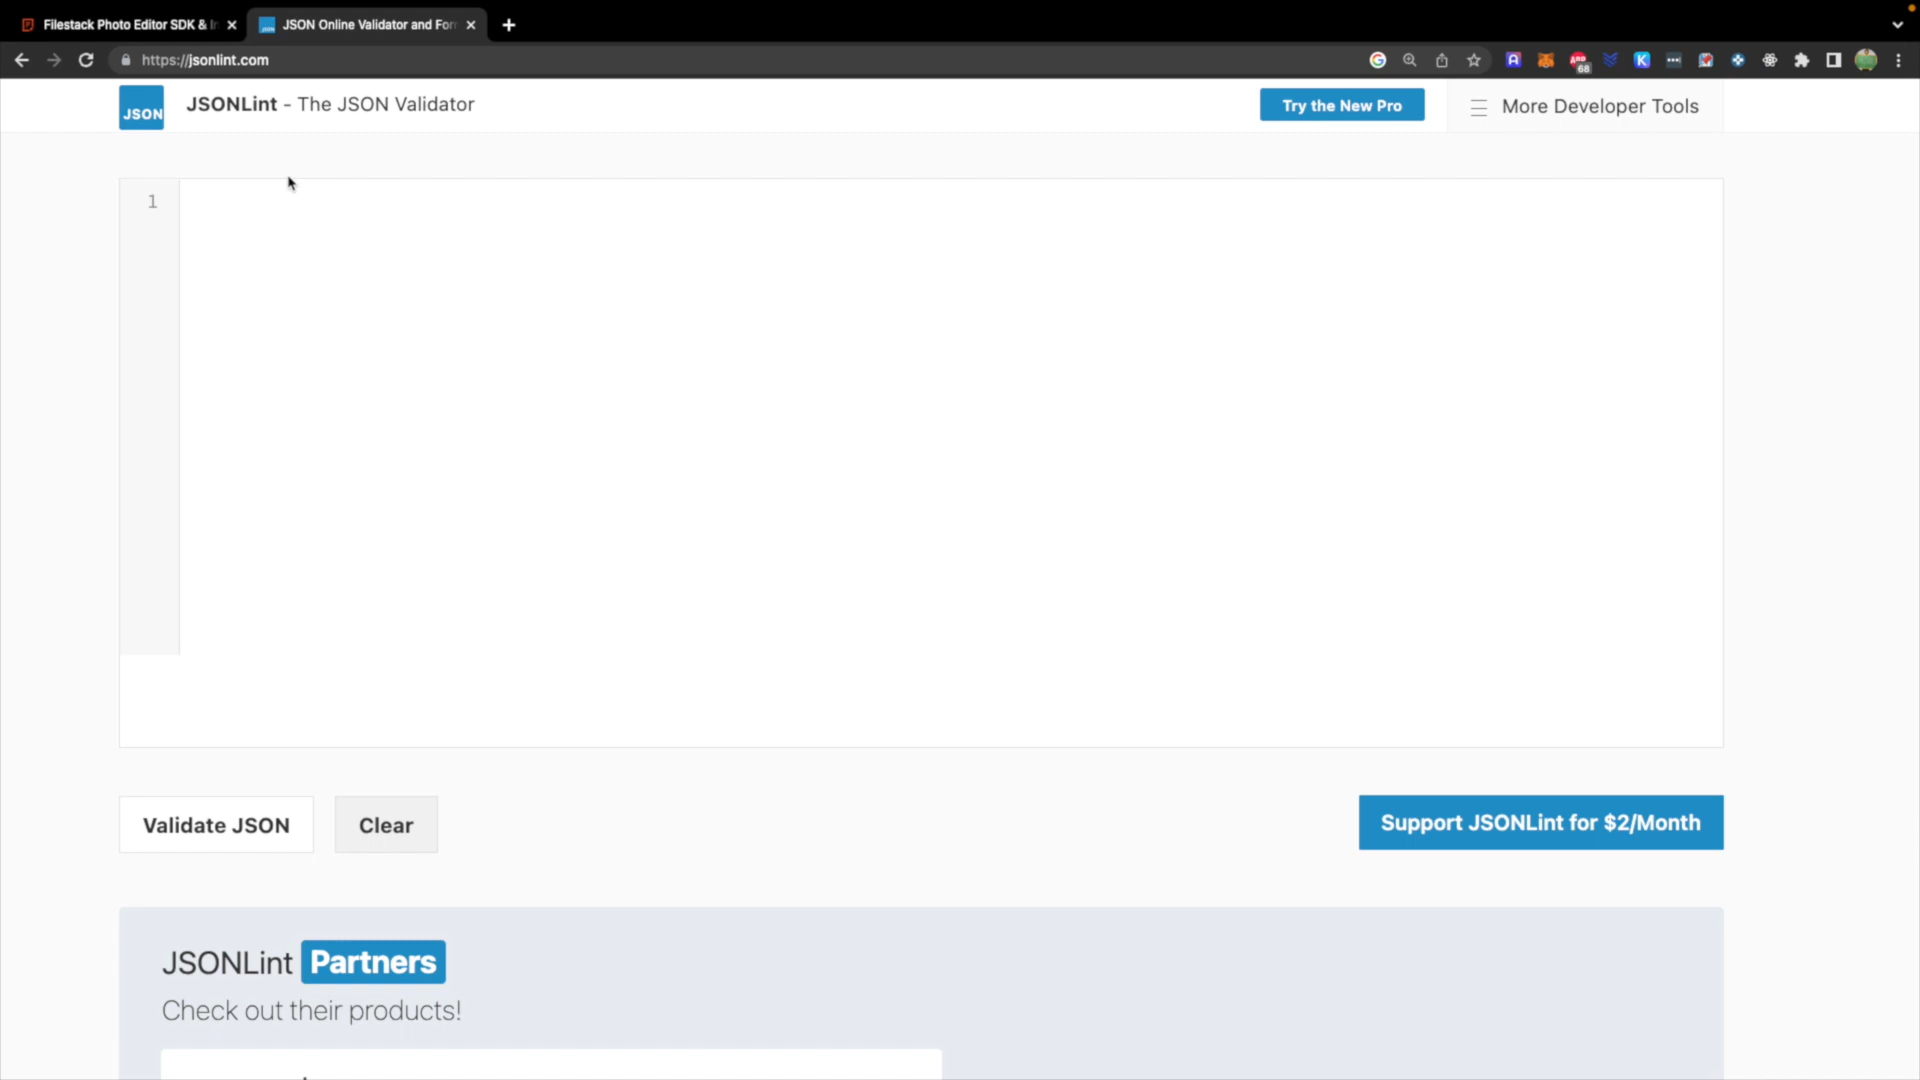 Filestack Photo Editor SDK & I
JSON Online Validator and For
https://jsonlint.com
A
ABP
68
K
JSON
JSONLint - The JSON Validator
Try the New Pro
More Developer Tools
1
Validate JSON
Clear
Support JSONLint for $2/Month
JSONLint Partners
Check out their products!